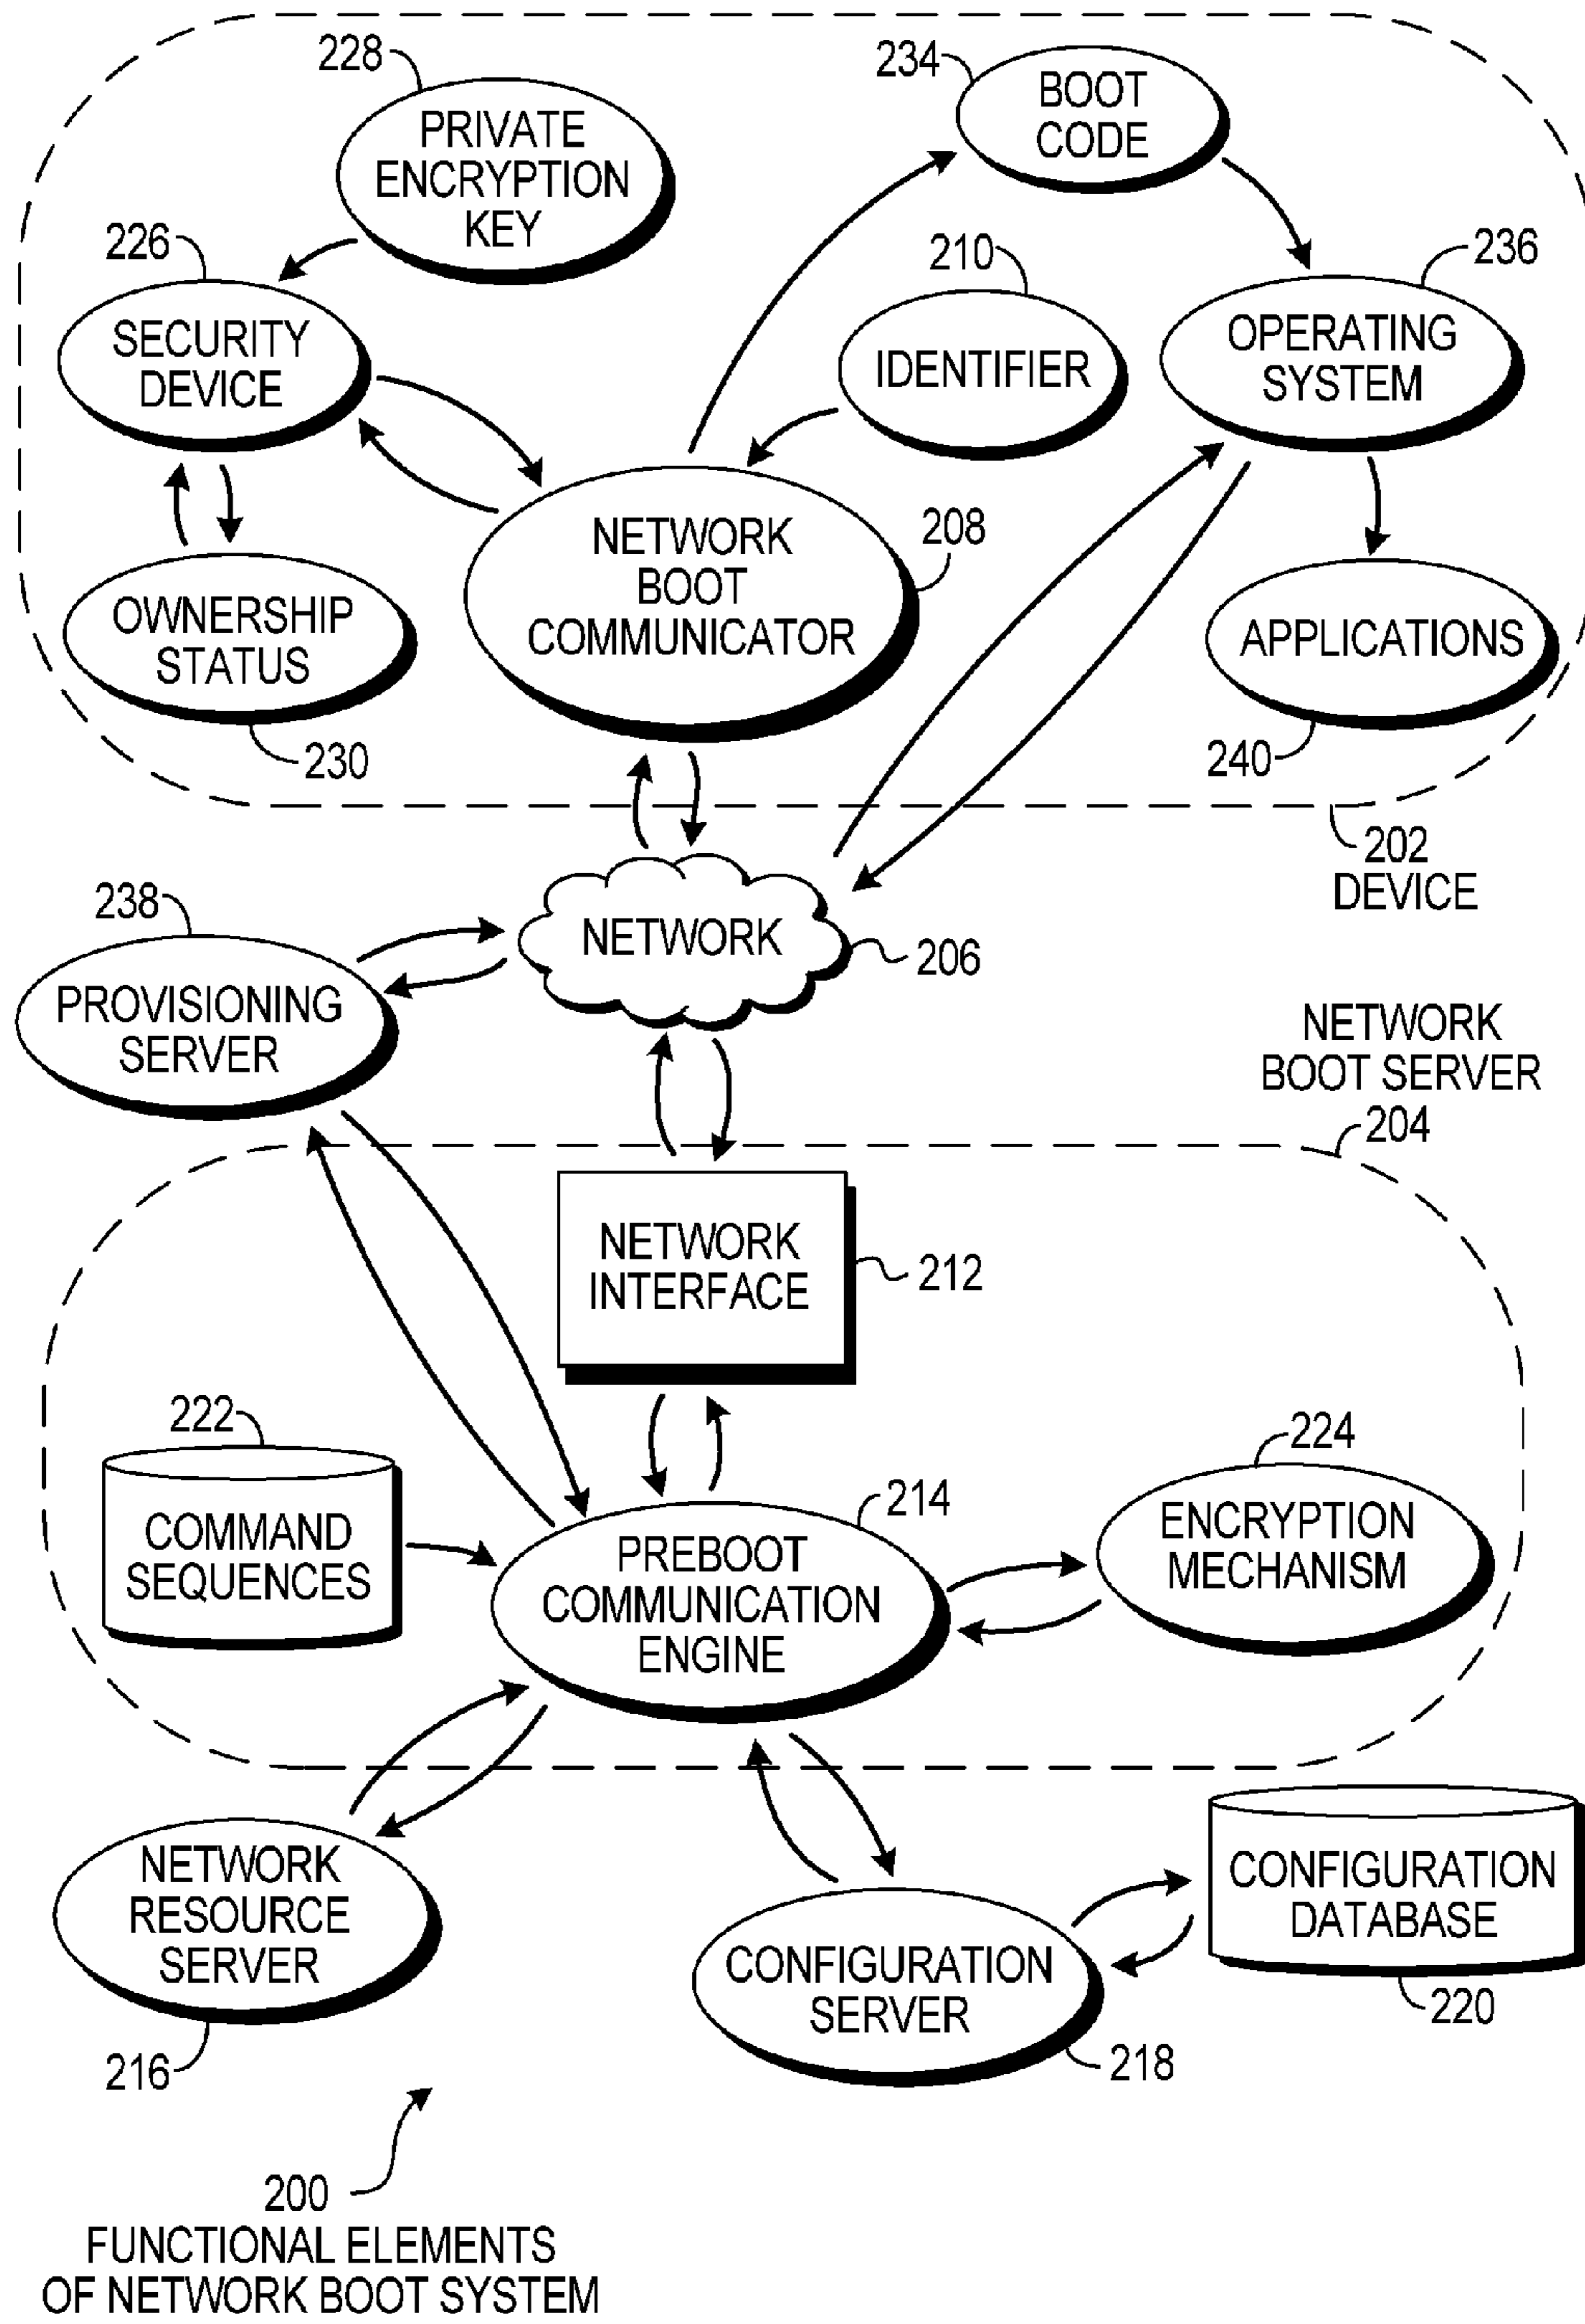 228
PRIVATE
ENCRYPTION
KEY
234
BOOT
CODE
226
SECURITY
DEVICE
210
IDENTIFIER
236
OPERATING
SYSTEM
OWNERSHIP
STATUS
230
NETWORK
BOOT
COMMUNICATOR
208
APPLICATIONS
240
202
DEVICE
238
PROVISIONING
SERVER
NETWORK
206
NETWORK
BOOT SERVER
204
NETWORK
INTERFACE
212
222
COMMAND
SEQUENCES
214
PREBOOT
COMMUNICATION
ENGINE
224
ENCRYPTION
MECHANISM
NETWORK
RESOURCE
SERVER
216
CONFIGURATION
SERVER
218
CONFIGURATION
DATABASE
220
200
FUNCTIONAL ELEMENTS
OF NETWORK BOOT SYSTEM